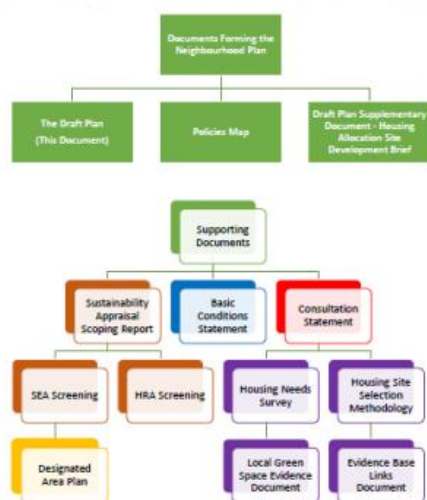 Documents Forming the
Neighbourhood Plan
The Draft Plan
(This Document)
Policies Map
Draft Plan Supplementary
Document - Housing
Allocation Site
Development Brief
Supporting
Documents
Sustainability
Appraisal
Scoping Report
Basic
Conditions
Statement
Consultation
Statement
SEA Screening
HRA Screening
Housing Needs
Survey
Housing Site
Selection
Methodology
Designated
Area Plan
Local Green
Space Evidence
Document
Evidence Base
Links
Document